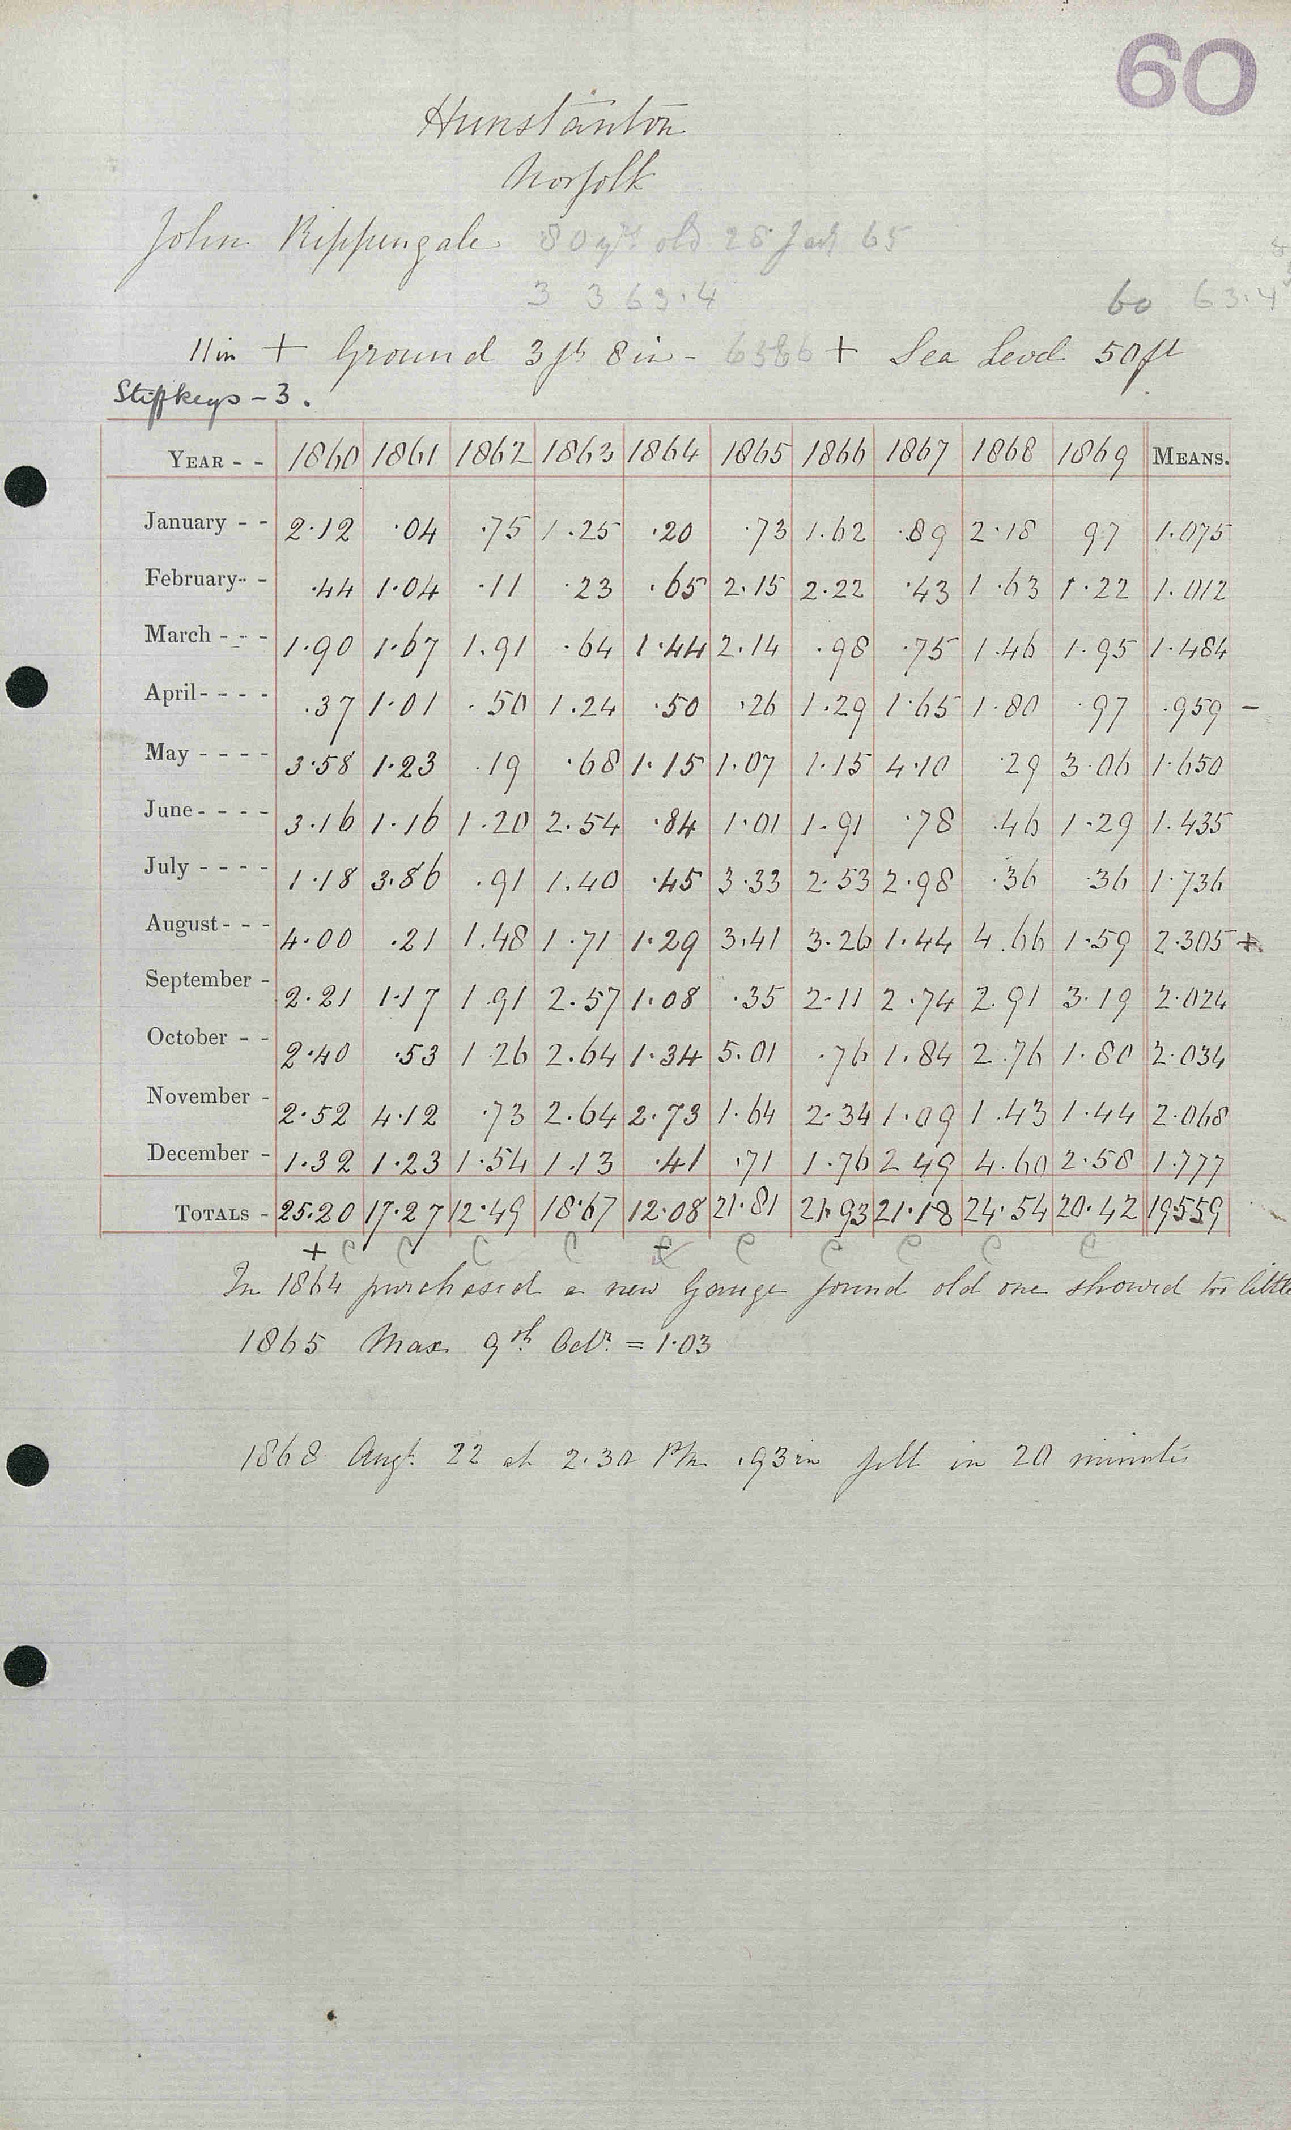 60
Hunstanton
Norfolk
John Rippingale 80 yrs old 28 Jan 65
3 3 63.4 60 63.4
11in + Ground 3ft 8in - + Sea Level 50ft
Stiffkeys - 3.
YEAR - - 1860 1861 1862 1863 1864 1865 1866 1867 1868 1869 MEANS.
January - - 2.12 .04 .75 1.25 .20 .73 1.62 .89 2.18 97 1.075
February - - .44 1.04 .11 .23 .65 2.15 2.22 .43 1.63 1.22 1.012
March - - - 1.90 1.67 1.91 .64 1.44 2.14 .98 .75 1.46 1.95 1.484
April - - - - .37 1.01 .50 1.24 .50 .26 1.29 1.65 1.80 .97 .959 -
May - - - - 3.58 1.23 .19 .68 1.15 1.07 1.15 4.10 .29 3.06 1.650
June - - - - 3.16 1.16 1.20 2.54 .84 1.01 1.91 .78 .46 1.29 1.435
July - - - - 1.18 3.86 .91 1.40 .45 3.33 2.53 2.98 .36 .36 1.736
August - - - 4.00 .21 1.48 1.71 1.29 3.41 3.26 1.44 4.66 1.59 2.305 +
September - 2.21 1.17 1.91 2.57 1.08 .35 2.11 2.74 2.91 3.19 2.024
October - - 2.40 .53 1.26 2.64 1.34 5.01 .76 1.84 2.76 1.80 2.034
November - 2.52 4.12 .73 2.64 2.73 1.64 2.34 1.09 1.43 1.44 2.068
December - 1.32 1.23 1.54 1.13 .41 .71 1.76 2.49 4.60 2.58 1.777
TOTALS - 25.20 17.27 12.49 18.67 12.08 21.81 21.93 21.18 24.54 20.42 19.559
+ c c c c - c c c c c
In 1864 purchased a new Gauge found old one showed too little
1865 Max 9th Octr. = 1.03
1868 Augt. 22 at 2.30 PM .93in fell in 20 minutes